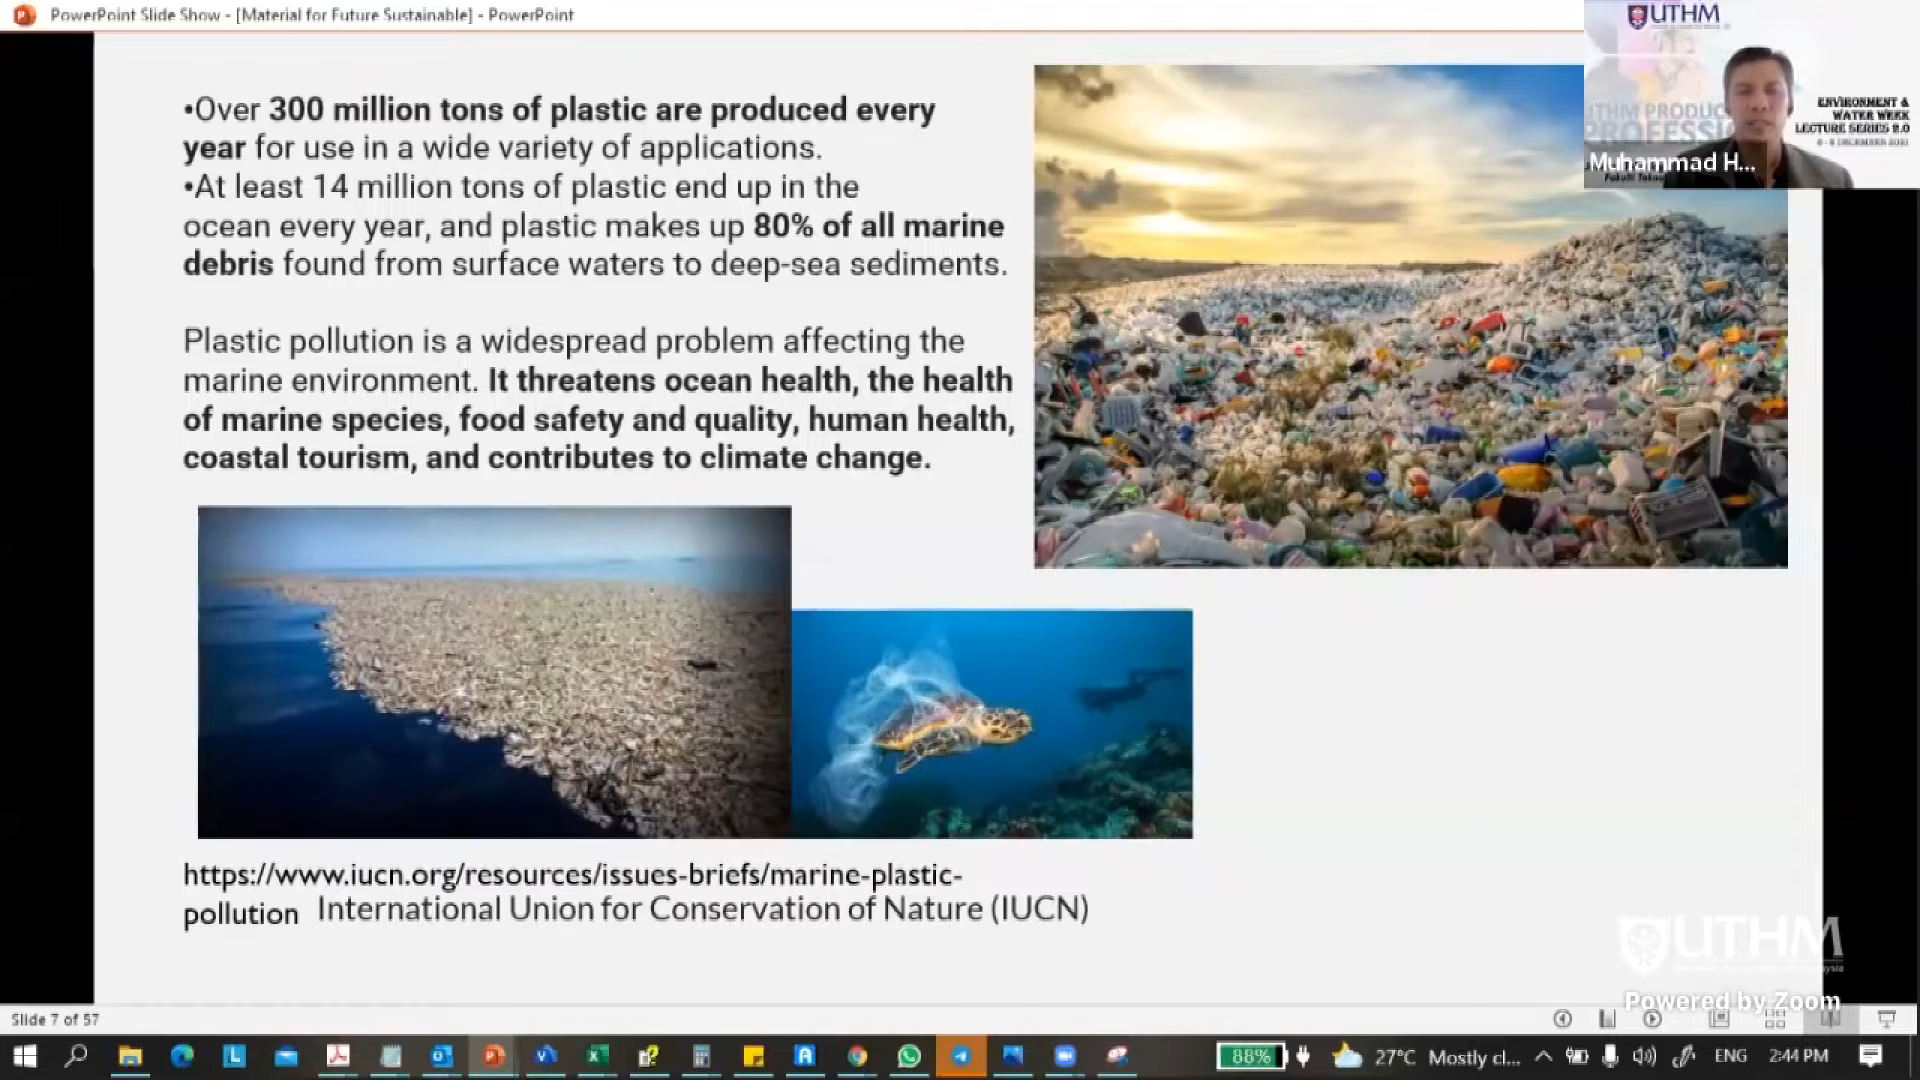 PowerPoint Slide Show - [Material for Future Sustainable] - PowerPoint
UTHM
ENVIRONMENT &
WATER WEEK
LECTURE SERIES 2.0
Muhammad H...
•Over 300 million tons of plastic are produced every
year for use in a wide variety of applications.
•At least 14 million tons of plastic end up in the
ocean every year, and plastic makes up 80% of all marine
debris found from surface waters to deep-sea sediments.
Plastic pollution is a widespread problem affecting the
marine environment. It threatens ocean health, the health
of marine species, food safety and quality, human health,
coastal tourism, and contributes to climate change.
https://www.iucn.org/resources/issues-briefs/marine-plastic-
pollution International Union for Conservation of Nature (IUCN)
UTHM
Powered by Zoom
Slide 7 of 57
88% 27°C Mostly cl... ENG 2:44 PM